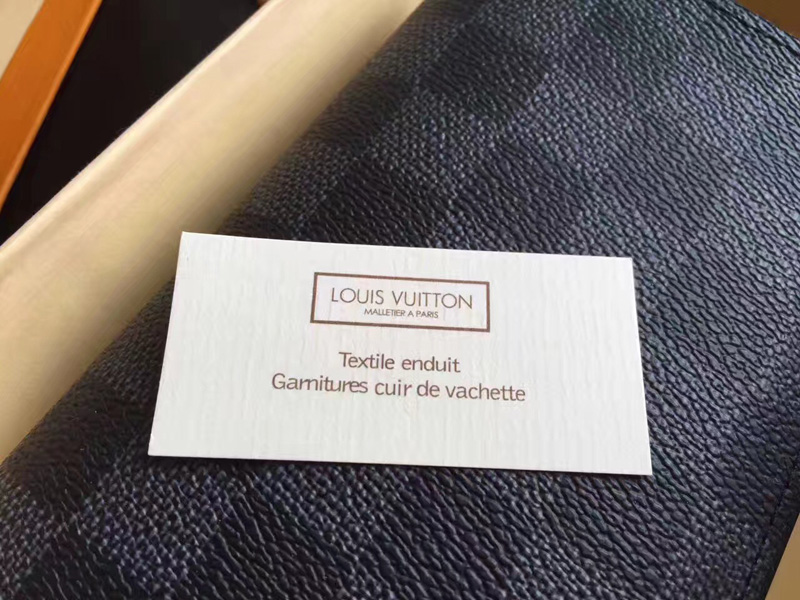 LOUIS VUITTON
MALLETIER A PARIS
Textile enduit
Garnitures cuir de vachette